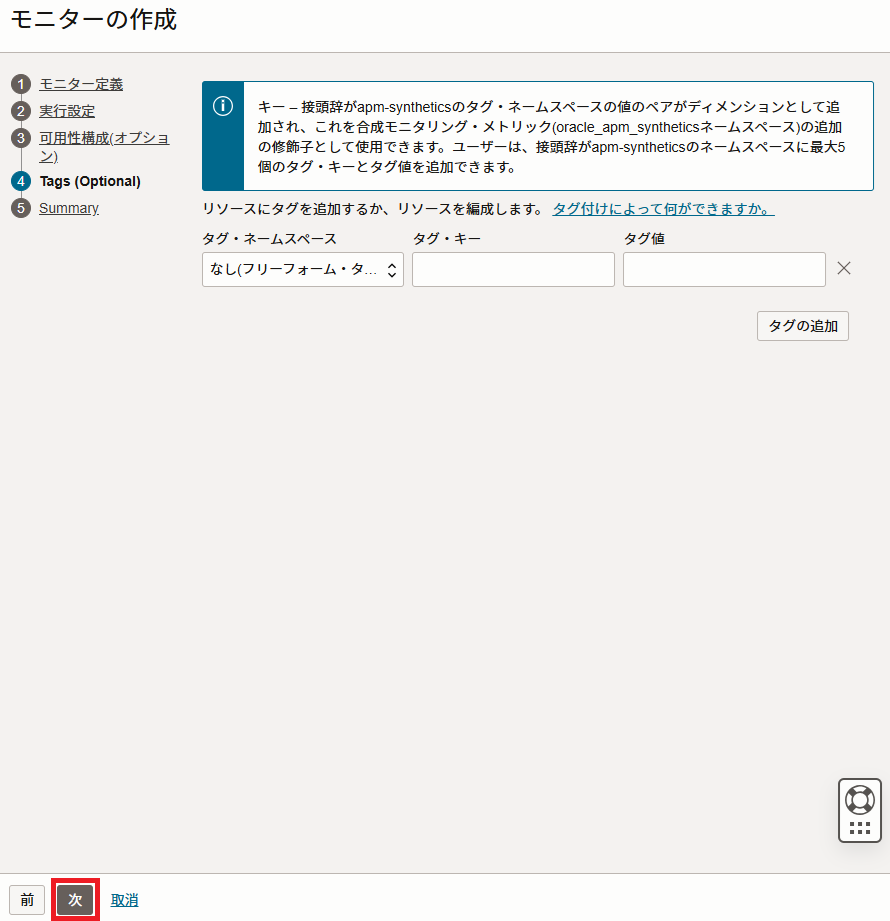 モニターの作成
1 モニター定義
2 実行設定
3 可用性構成(オプショ
ン)
4 Tags (Optional)
5 Summary
キー – 接頭辞がapm-syntheticsのタグ・ネームスペースの値のペアがディメンションとして追
加され、これを合成モニタリング・メトリック(oracle_apm_syntheticsネームスペース)の追加
の修飾子として使用できます。ユーザーは、接頭辞がapm-syntheticsのネームスペースに最大5
個のタグ・キーとタグ値を追加できます。
リソースにタグを追加するか、リソースを編成します。 タグ付けによって何ができますか。
タグ・ネームスペース タグ・キー タグ値
なし(フリーフォーム・タ...
タグの追加
前 次 取消